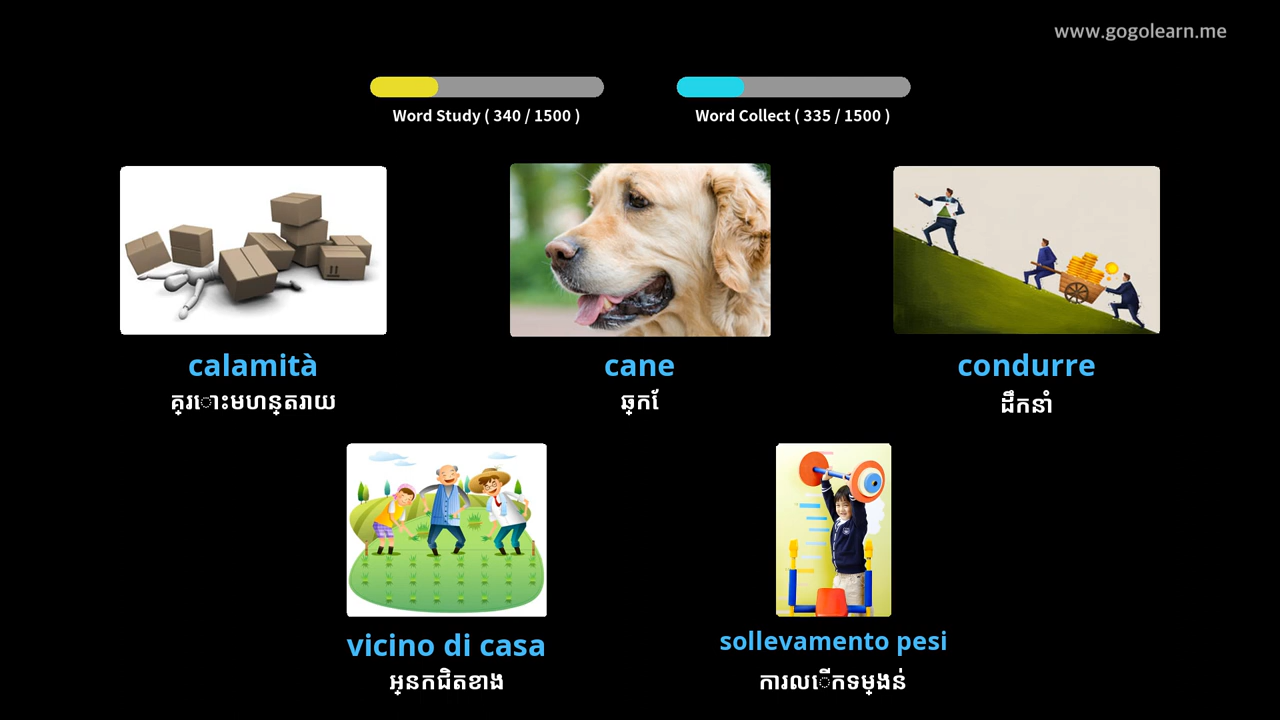 www.gogolearn.me
Word Study ( 340 / 1500 )
Word Collect ( 335 / 1500 )
calamità
cane
condurre
គ្រោះមហន្តរាយ
ឆ្កែ
ដឹកនាំ
vicino di casa
sollevamento pesi
អ្នកជិតខាង
ការលើកទម្ងន់